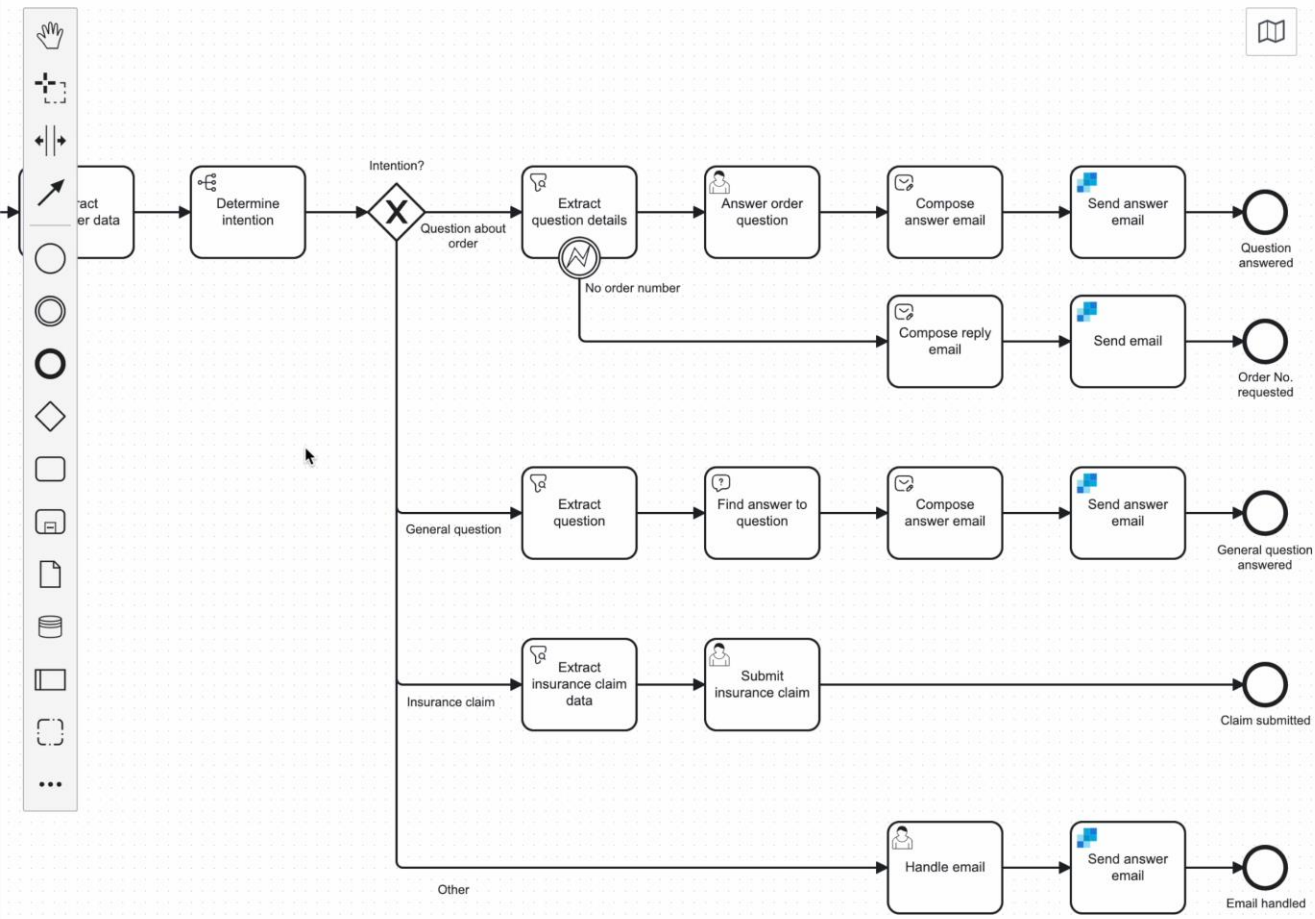 Intention?
ract
er data
Determine
intention
Question about
order
Extract
question details
Answer order
question
Compose
answer email
Send answer
email
Question
answered
No order number
Compose reply
email
Send email
Order No.
requested
General question
Extract
question
Find answer to
question
Compose
answer email
Send answer
email
General question
answered
Insurance claim
Extract
insurance claim
data
Submit
insurance claim
Claim submitted
Other
Handle email
Send answer
email
Email handled